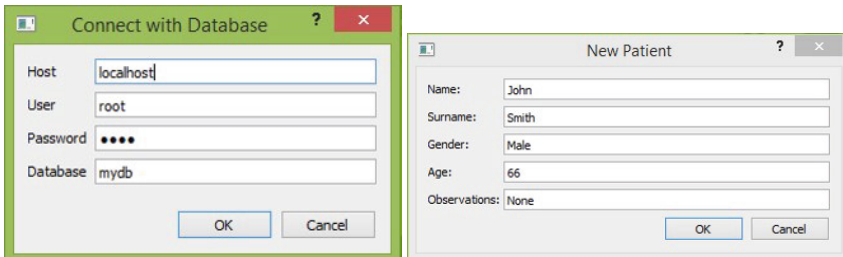 Connect with Database ? ×
Host localhost
User root
Password ●●●●
Database mydb
OK Cancel
New Patient ? ×
Name: John
Surname: Smith
Gender: Male
Age: 66
Observations: None
OK Cancel